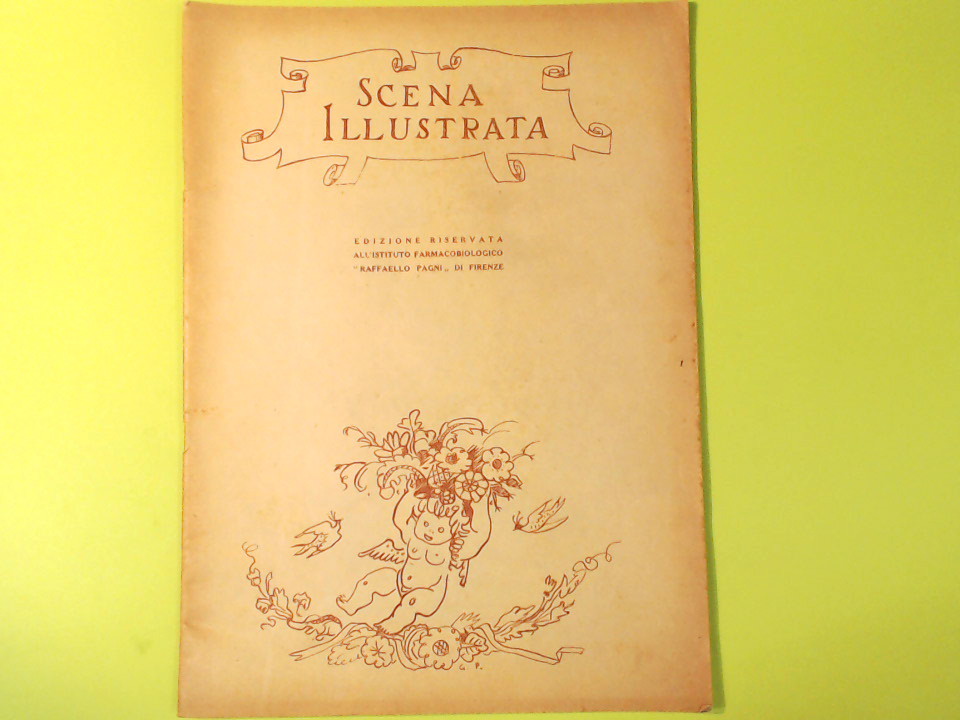 SCENA
ILLUSTRATA
EDIZIONE RISERVATA
ALL'ISTITUTO FARMACOBIOLOGICO
"RAFFAELLO PAGNI„ DI FIRENZE
G. P.